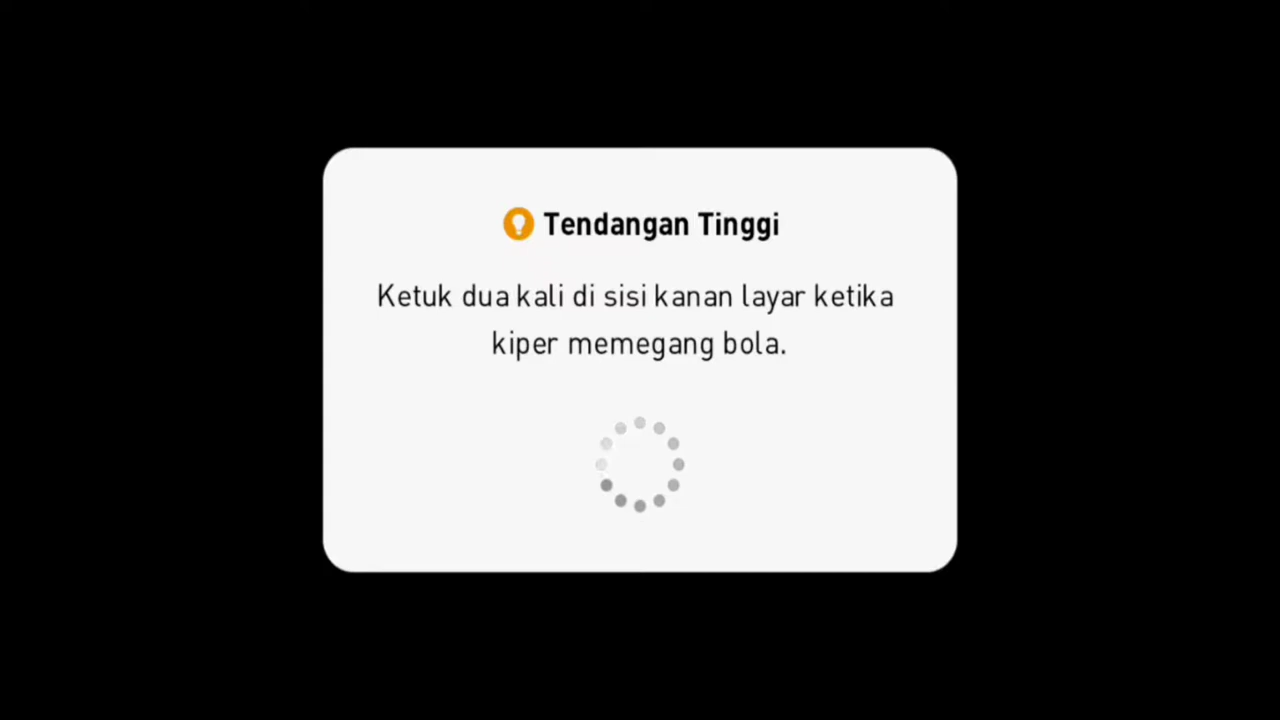 Tendangan Tinggi
Ketuk dua kali di sisi kanan layar ketika
kiper memegang bola.